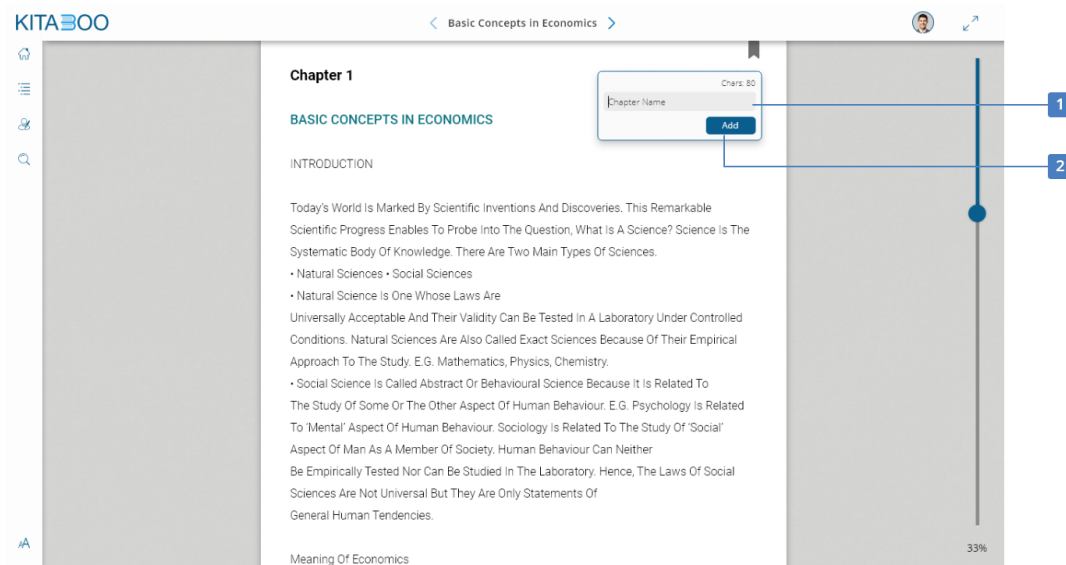 KITABOO
Basic Concepts in Economics
Chapter 1
Chars: 80
Chapter Name
1
Add
BASIC CONCEPTS IN ECONOMICS
2
INTRODUCTION
Today's World Is Marked By Scientific Inventions And Discoveries. This Remarkable
Scientific Progress Enables To Probe Into The Question, What Is A Science? Science Is The
Systematic Body Of Knowledge. There Are Two Main Types Of Sciences.
• Natural Sciences • Social Sciences
• Natural Science Is One Whose Laws Are
Universally Acceptable And Their Validity Can Be Tested In A Laboratory Under Controlled
Conditions. Natural Sciences Are Also Called Exact Sciences Because Of Their Empirical
Approach To The Study. E.G. Mathematics, Physics, Chemistry.
• Social Science Is Called Abstract Or Behavioural Science Because It Is Related To
The Study Of Some Or The Other Aspect Of Human Behaviour. E.G. Psychology Is Related
To 'Mental' Aspect Of Human Behaviour. Sociology Is Related To The Study Of 'Social'
Aspect Of Man As A Member Of Society. Human Behaviour Can Neither
Be Empirically Tested Nor Can Be Studied In The Laboratory. Hence, The Laws Of Social
Sciences Are Not Universal But They Are Only Statements Of
General Human Tendencies.
AA
33%
Meaning Of Economics